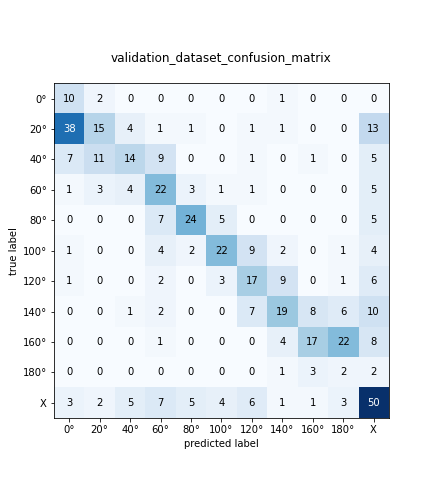 validation_dataset_confusion_matrix
0° 10 2 0 0 0 0 0 1 0 0 0
20° 38 15 4 1 1 0 1 1 0 0 13
40° 7 11 14 9 0 0 1 0 1 0 5
60° 1 3 4 22 3 1 1 0 0 0 5
80° 0 0 0 7 24 5 0 0 0 0 5
100° 1 0 0 4 2 22 9 2 0 1 4
120° 1 0 0 2 0 3 17 9 0 1 6
140° 0 0 1 2 0 0 7 19 8 6 10
160° 0 0 0 1 0 0 0 4 17 22 8
180° 0 0 0 0 0 0 0 1 3 2 2
X 3 2 5 7 5 4 6 1 1 3 50
0° 20° 40° 60° 80° 100° 120° 140° 160° 180° X
predicted label
true label